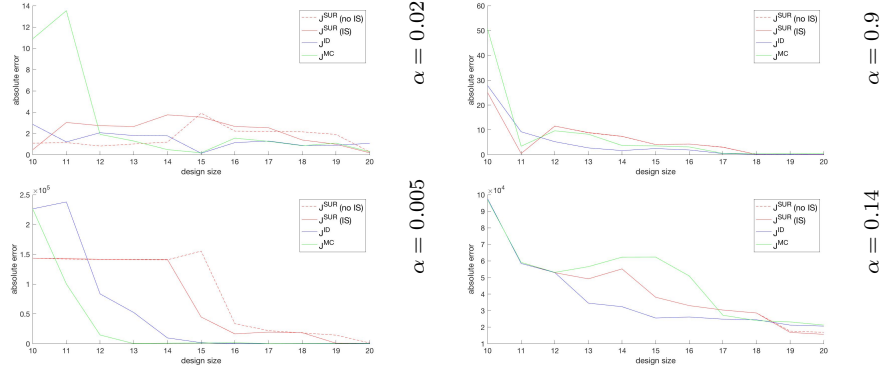 14
12
10
8
6
4
2
0
absolute error
10 11 12 13 14 15 16 17 18 19 20
design size
J^SUR (no IS)
J^SUR (IS)
J^ID
J^MC
α = 0.02
60
50
40
30
20
10
0
absolute error
10 11 12 13 14 15 16 17 18 19 20
design size
J^SUR (no IS)
J^SUR (IS)
J^ID
J^MC
α = 0.9
×10^5
2.5
2
1.5
1
0.5
0
absolute error
10 11 12 13 14 15 16 17 18 19 20
design size
J^SUR (no IS)
J^SUR (IS)
J^ID
J^MC
α = 0.005
×10^4
10
9
8
7
6
5
4
3
2
1
absolute error
10 11 12 13 14 15 16 17 18 19 20
design size
J^SUR (no IS)
J^SUR (IS)
J^ID
J^MC
α = 0.14